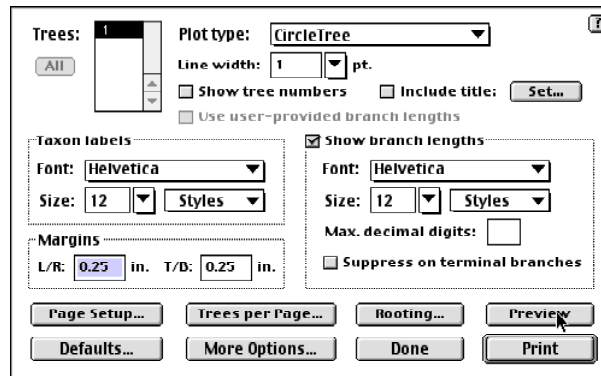 Trees: 1 Plot type: CircleTree ?
All Line width: 1 pt.
Show tree numbers Include title: Set...
Use user-provided branch lengths
Taxon labels Show branch lengths
Font: Helvetica Font: Helvetica
Size: 12 Styles Size: 12 Styles
Max. decimal digits:
Margins
L/R: 0.25 in. T/B: 0.25 in. Suppress on terminal branches
Page Setup... Trees per Page... Rooting... Preview
Defaults... More Options... Done Print